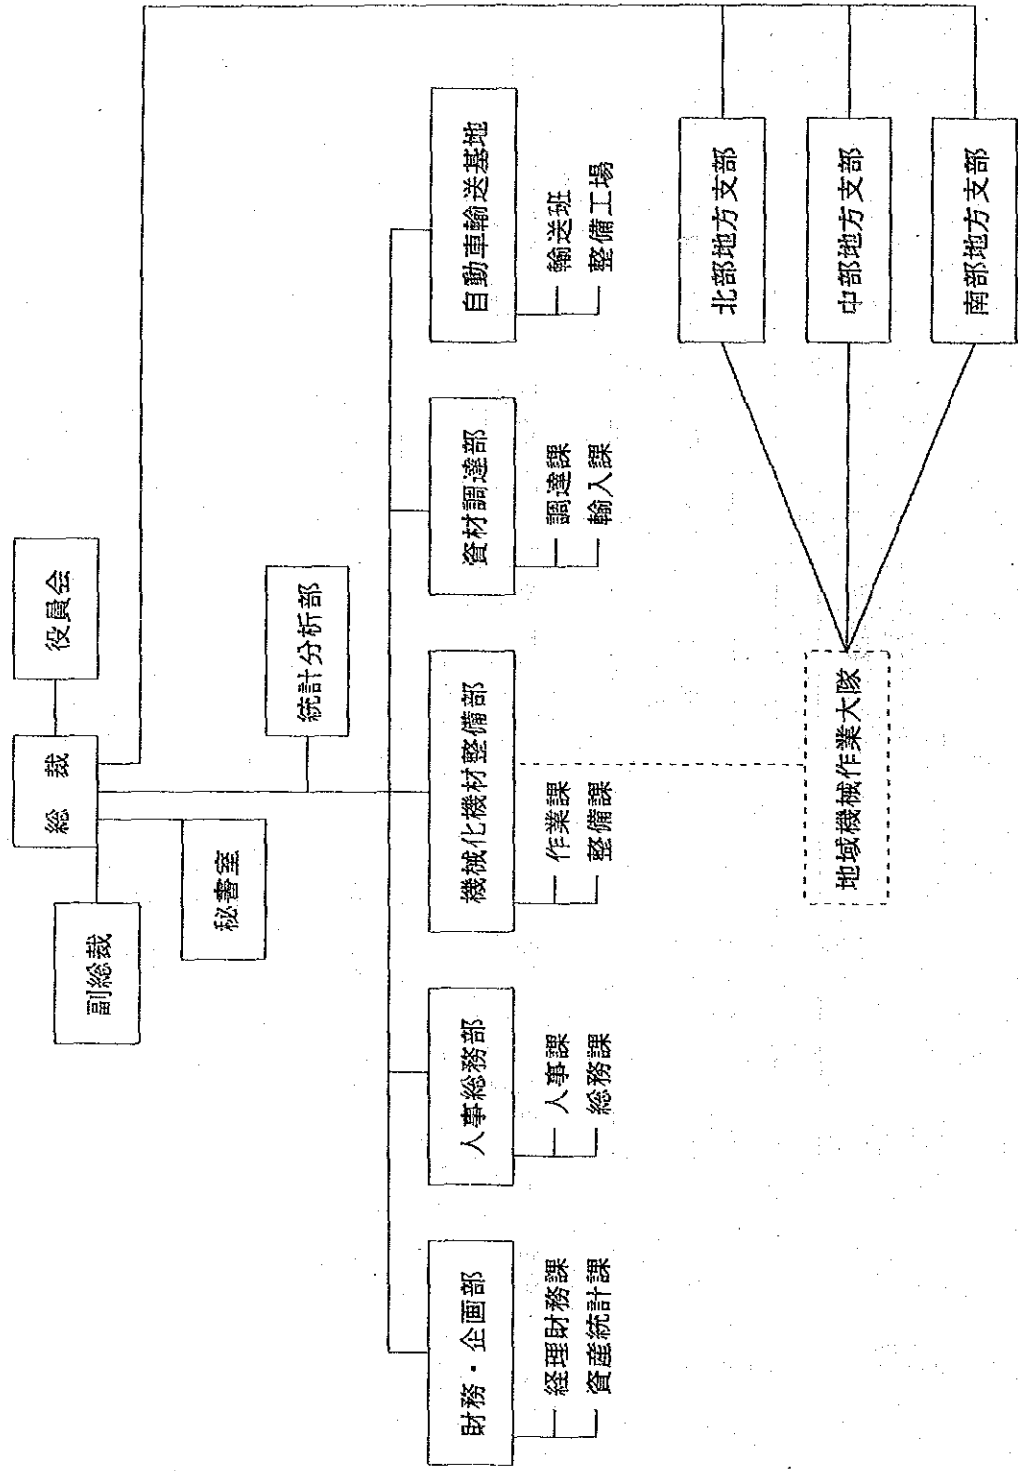 総裁
役員会
副総裁
秘書室
統計分析部
財務・企画部
経理財務課
資産統計課
人事総務部
人事課
総務課
機械化機材整備部
作業課
整備課
資材調達部
調達課
輸入課
自動車輸送基地
輸送班
整備工場
地域機械作業大隊
北部地方支部
中部地方支部
南部地方支部